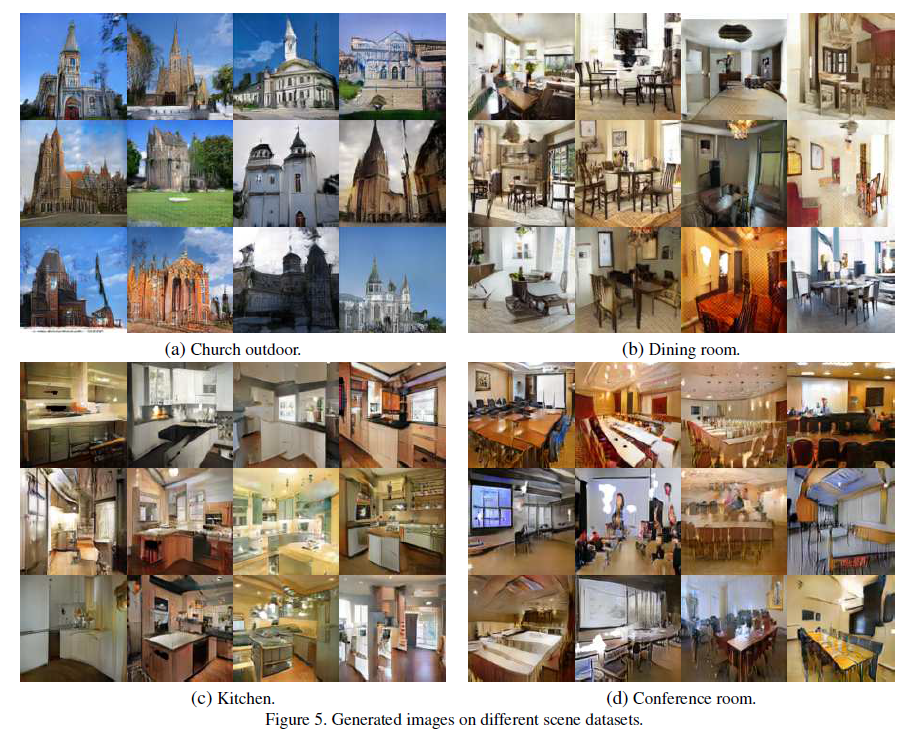 (a) Church outdoor.
(b) Dining room.
(c) Kitchen.
(d) Conference room.
Figure 5. Generated images on different scene datasets.